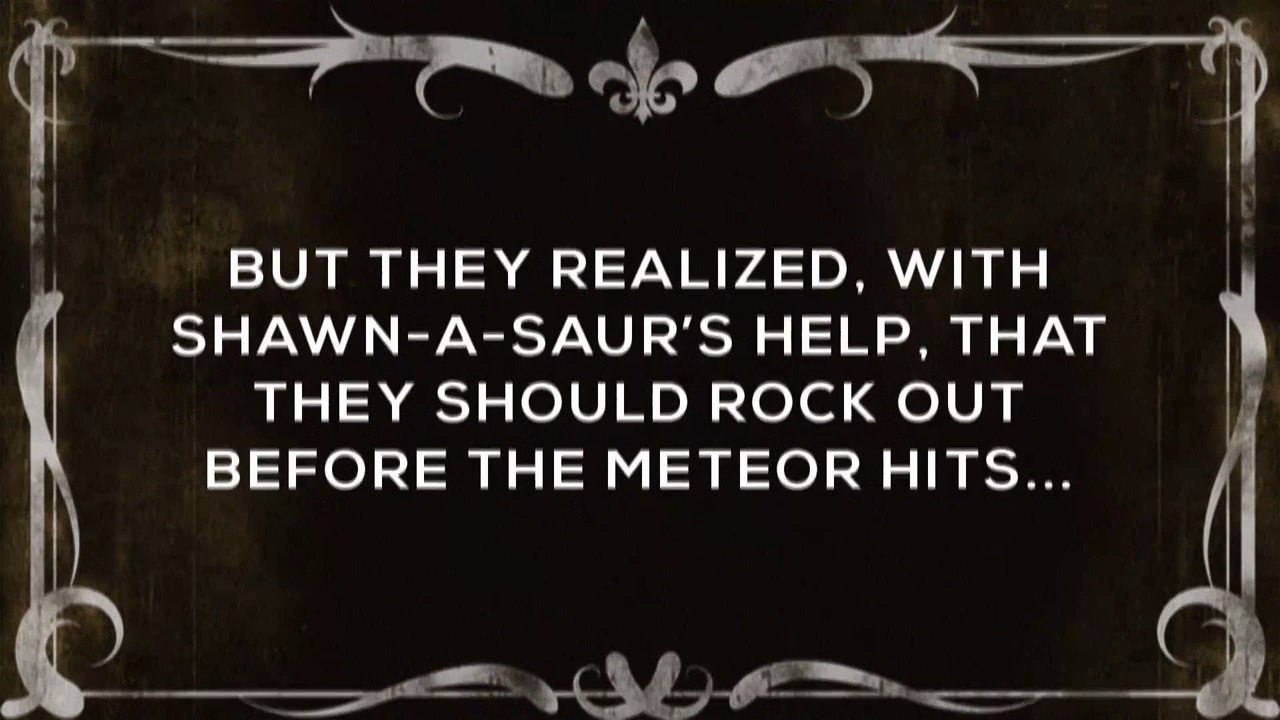 BUT THEY REALIZED, WITH
SHAWN-A-SAUR'S HELP, THAT
THEY SHOULD ROCK OUT
BEFORE THE METEOR HITS...